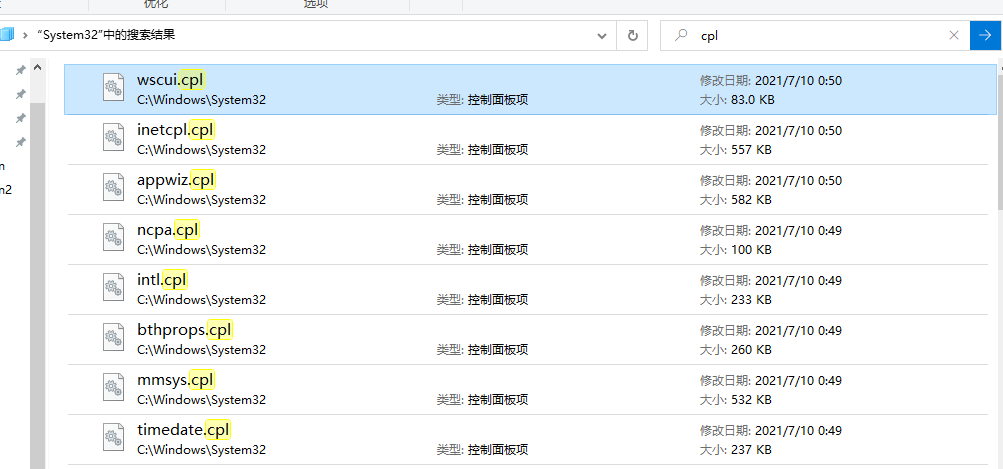 优化
选项
“System32”中的搜索结果
cpl
wscui.cpl
修改日期: 2021/7/10 0:50
C:\Windows\System32
类型: 控制面板项
大小: 83.0 KB
inetcpl.cpl
修改日期: 2021/7/10 0:50
C:\Windows\System32
类型: 控制面板项
大小: 557 KB
appwiz.cpl
修改日期: 2021/7/10 0:50
C:\Windows\System32
类型: 控制面板项
大小: 582 KB
ncpa.cpl
修改日期: 2021/7/10 0:49
C:\Windows\System32
类型: 控制面板项
大小: 100 KB
intl.cpl
修改日期: 2021/7/10 0:49
C:\Windows\System32
类型: 控制面板项
大小: 233 KB
bthprops.cpl
修改日期: 2021/7/10 0:49
C:\Windows\System32
类型: 控制面板项
大小: 260 KB
mmsys.cpl
修改日期: 2021/7/10 0:49
C:\Windows\System32
类型: 控制面板项
大小: 532 KB
timedate.cpl
修改日期: 2021/7/10 0:49
C:\Windows\System32
类型: 控制面板项
大小: 237 KB